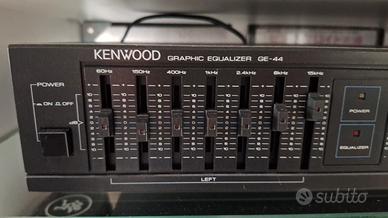 KENWOOD GRAPHIC EQUALIZER GE-44
60Hz 150Hz 400Hz 1kHz 2.4kHz 6kHz 15kHz
POWER
ON OFF
dB
POWER
EQUALIZER
LEFT
subito